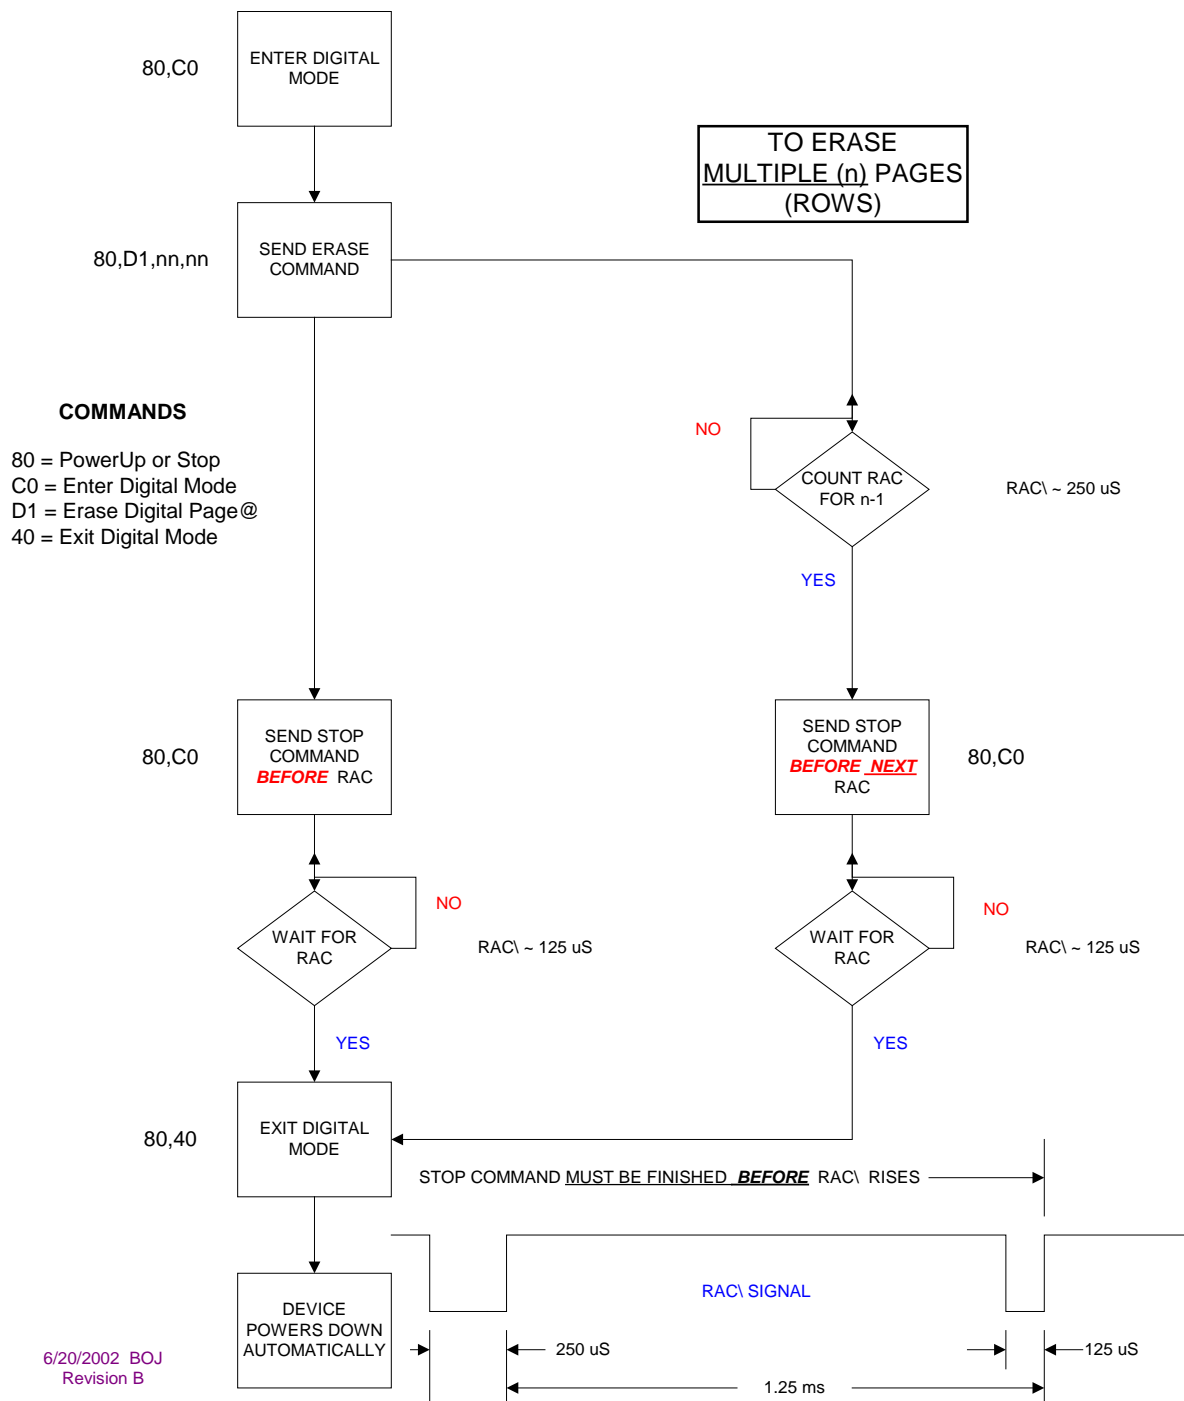 80,C0
ENTER DIGITAL
MODE
TO ERASE
MULTIPLE (n) PAGES
(ROWS)
80,D1,nn,nn
SEND ERASE
COMMAND
COMMANDS
80 = PowerUp or Stop
C0 = Enter Digital Mode
D1 = Erase Digital Page@
40 = Exit Digital Mode
NO
COUNT RAC
FOR n-1
RAC\ ~ 250 uS
YES
80,C0
SEND STOP
COMMAND
BEFORE RAC
SEND STOP
COMMAND
BEFORE NEXT
RAC
80,C0
NO
WAIT FOR
RAC
RAC\ ~ 125 uS
YES
NO
WAIT FOR
RAC
RAC\ ~ 125 uS
YES
80,40
EXIT DIGITAL
MODE
STOP COMMAND MUST BE FINISHED BEFORE RAC\ RISES
RAC\ SIGNAL
DEVICE
POWERS DOWN
AUTOMATICALLY
250 uS
125 uS
1.25 ms
6/20/2002 BOJ
Revision B